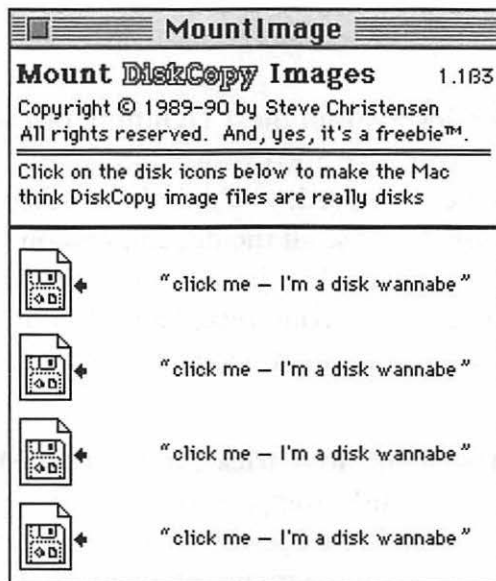 MountImage
Mount DiskCopy Images 1.1ß3
Copyright © 1989-90 by Steve Christensen
All rights reserved. And, yes, it's a freebie™.
Click on the disk icons below to make the Mac
think DiskCopy image files are really disks
“click me – I'm a disk wannabe”
“click me – I'm a disk wannabe”
“click me – I'm a disk wannabe”
“click me – I'm a disk wannabe”